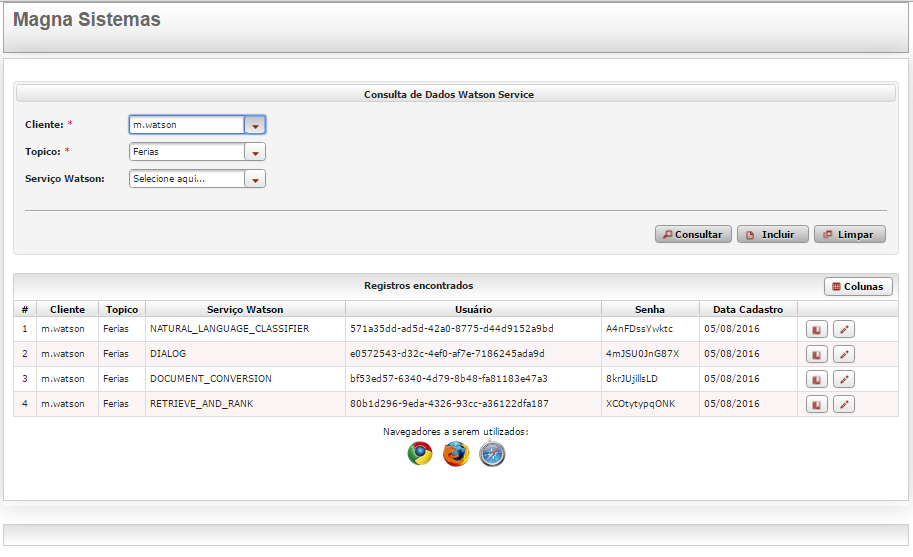 Magna Sistemas
Consulta de Dados Watson Service
Cliente: * m.watson
Topico: * Ferias
Serviço Watson: Selecione aqui...
Consultar Incluir Limpar
Registros encontrados Colunas
# Cliente Topico Serviço Watson Usuário Senha Data Cadastro
1 m.watson Ferias NATURAL_LANGUAGE_CLASSIFIER 571a35dd-ad5d-42a0-8775-d44d9152a9bd A4nFDssYwktc 05/08/2016
2 m.watson Ferias DIALOG e0572543-d32c-4ef0-af7e-7186245ada9d 4mJSU0JnG87X 05/08/2016
3 m.watson Ferias DOCUMENT_CONVERSION bf53ed57-6340-4d79-8b48-fa81183e47a3 8krJUjillsLD 05/08/2016
4 m.watson Ferias RETRIEVE_AND_RANK 80b1d296-9eda-4326-93cc-a36122dfa187 XCOtytypqONK 05/08/2016
Navegadores a serem utilizados: